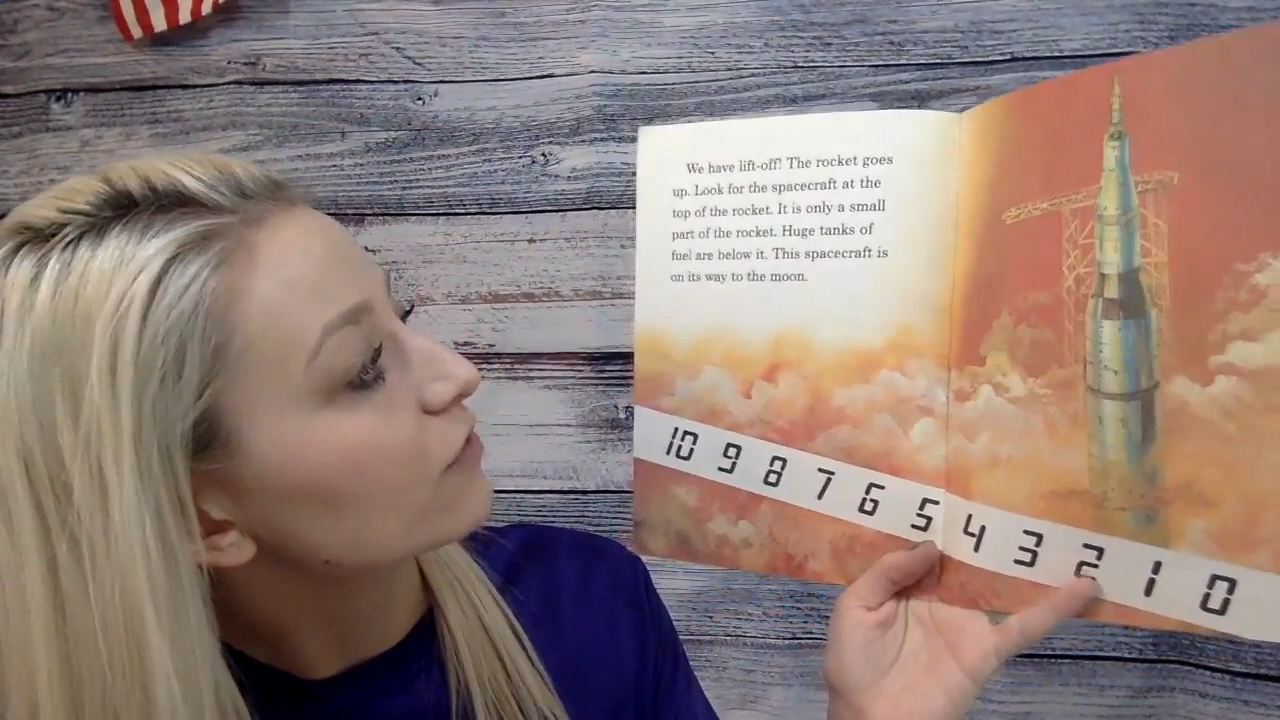 We have lift-off! The rocket goes
up. Look for the spacecraft at the
top of the rocket. It is only a small
part of the rocket. Huge tanks of
fuel are below it. This spacecraft is
on its way to the moon.
10 9 8 7 6 5 4 3 2 1 0